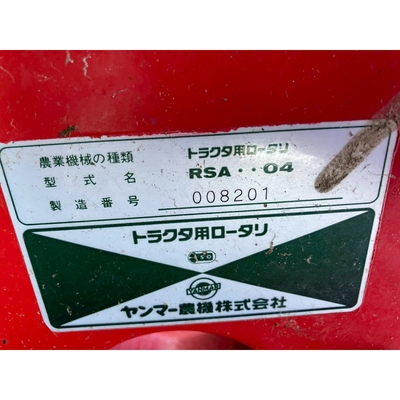 農業機械の種類 トラクタ用ロータリ
型式名 RSA・・04
製造番号 008201
トラクタ用ロータリ
YANMAR
ヤンマー農機株式会社